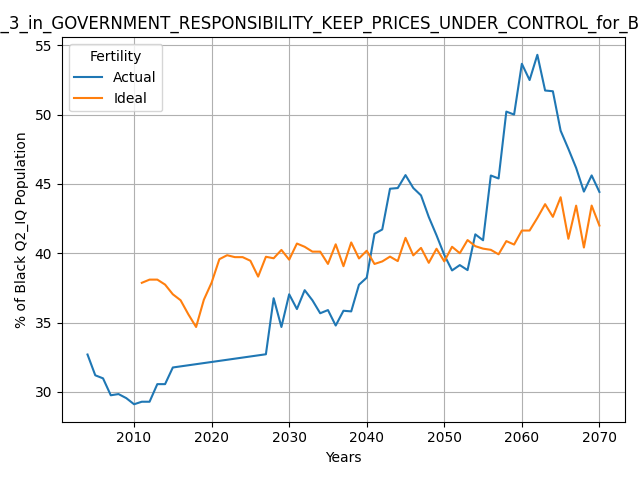 _3_in_GOVERNMENT_RESPONSIBILITY_KEEP_PRICES_UNDER_CONTROL_for_B
Fertility
Actual
Ideal
% of Black Q2_IQ Population
55
50
45
40
35
30
2010 2020 2030 2040 2050 2060 2070
Years